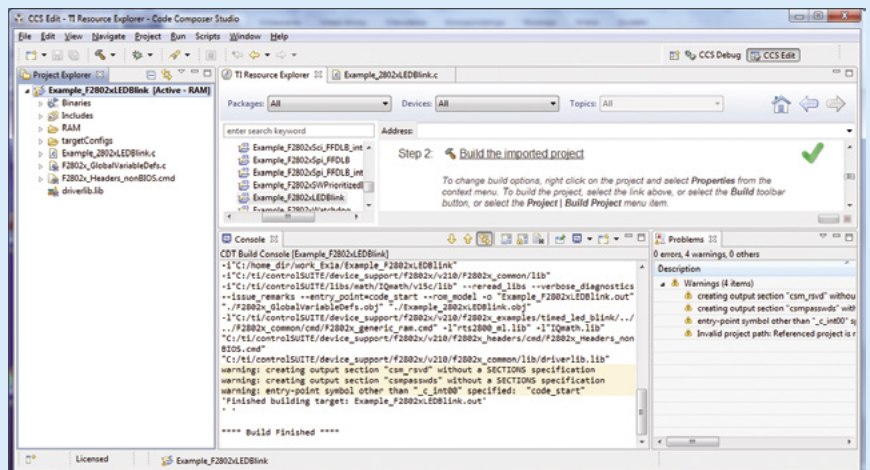 CCS Edit - TI Resource Explorer - Code Composer Studio
File Edit View Navigate Project Run Scripts Window Help
CCS Debug CCS Edit
Project Explorer
Example_F2802xLEDBlink [Active - RAM]
Binaries
Includes
RAM
targetConfigs
Example_2802xLEDBlink.c
F2802x_GlobalVariableDefs.c
F2802x_Headers_nonBIOS.cmd
driverlib.lib
TI Resource Explorer Example_2802xLEDBlink.c
Packages: All Devices: All Topics: All
enter search keyword Address:
Example_F2802xSci_FFDLB_int
Example_F2802xSpi_FFDLB
Example_F2802xSpi_FFDLB_int
Example_F2802xSWPrioritizedI
Example_F2802xLEDBlink
Example_F2802xWatchdog
Step 2: Build the imported project
To change build options, right click on the project and select Properties from the
context menu. To build the project, select the link above, or select the Build toolbar
button, or select the Project | Build Project menu item.
Console
CDT Build Console [Example_F2802xLEDBlink]
-i"C:/home_dir/work_Ex1a/Example_F2802xLEDBlink"
-i"C:/ti/controlSUITE/device_support/f2802x/v210/F2802x_common/lib"
-i"C:/ti/controlSUITE/libs/math/IQmath/v15c/lib" --reread_libs --verbose_diagnostics
--issue_remarks --entry_point=code_start --rom_model -o "Example_F2802xLEDBlink.out"
"./F2802x_GlobalVariableDefs.obj" "./Example_2802xLEDBlink.obj"
-l"C:/ti/controlSUITE/device_support/f2802x/v210/f2802x_examples/timed_led_blink/../
../F2802x_common/cmd/F2802x_generic_ram.cmd" -l"rts2800_ml.lib" -l"IQmath.lib"
"C:/ti/controlSUITE/device_support/f2802x/v210/f2802x_headers/cmd/F2802x_Headers_non
BIOS.cmd"
"C:/ti/controlSUITE/device_support/f2802x/v210/f2802x_common/lib/driverlib.lib"
warning: creating output section "csm_rsvd" without a SECTIONS specification
warning: creating output section "csmpasswds" without a SECTIONS specification
warning: entry-point symbol other than "_c_int00" specified: "code_start"
'Finished building target: Example_F2802xLEDBlink.out'
' '
**** Build Finished ****
Problems
0 errors, 4 warnings, 0 others
Description
Warnings (4 items)
creating output section "csm_rsvd" withou
creating output section "csmpasswds" with
entry-point symbol other than "_c_int00" sp
Invalid project path: Referenced project is r
Licensed Example_F2802xLEDBlink